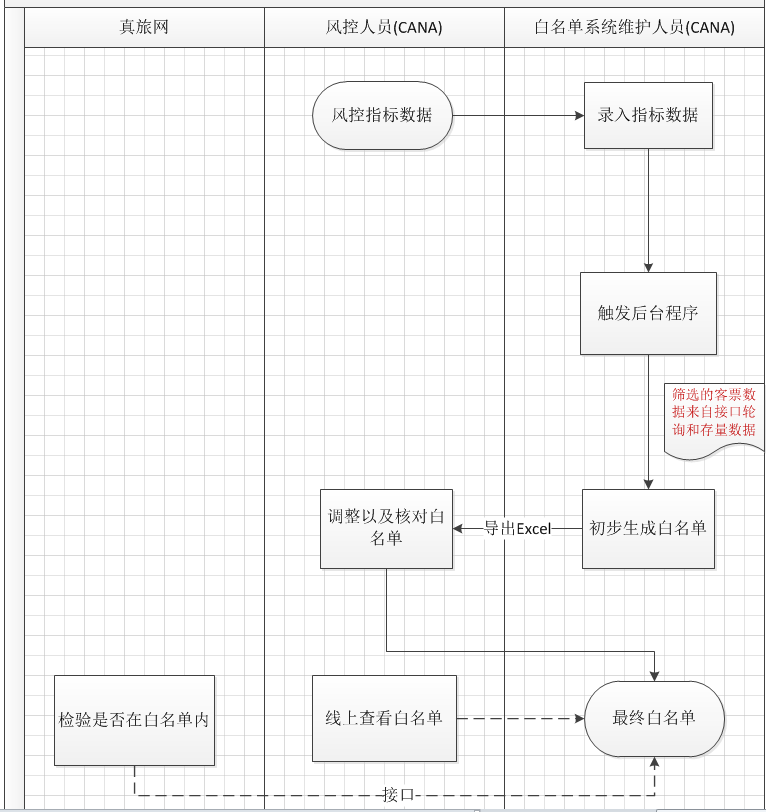 真旅网
风控人员(CANA)
白名单系统维护人员(CANA)
风控指标数据
录入指标数据
触发后台程序
筛选的客票数
据来自接口轮
询和存量数据
调整以及核对白
名单
导出Excel
初步生成白名单
检验是否在白名单内
线上查看白名单
最终白名单
接口